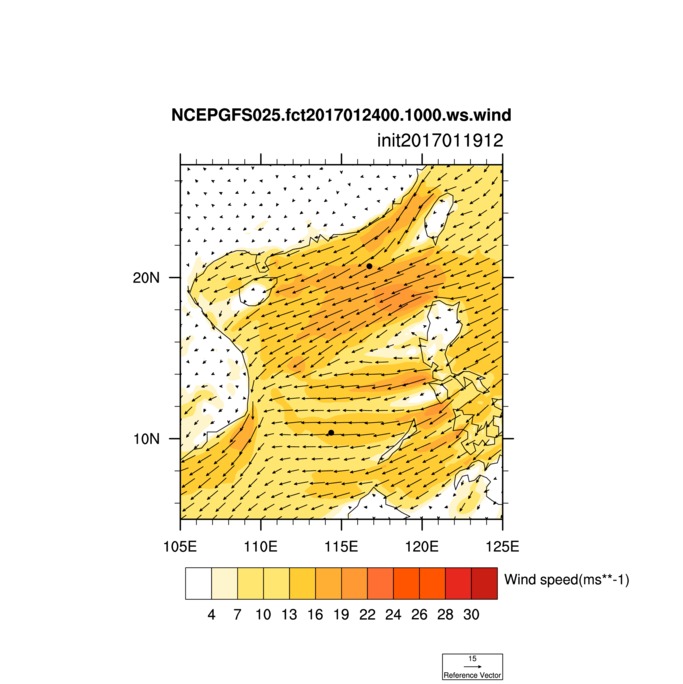 NCEPGFS025.fct2017012400.1000.ws.wind
init2017011912
20N
10N
105E 110E 115E 120E 125E
Wind speed(ms**-1)
4 7 10 13 16 19 22 24 26 28 30
15
Reference Vector